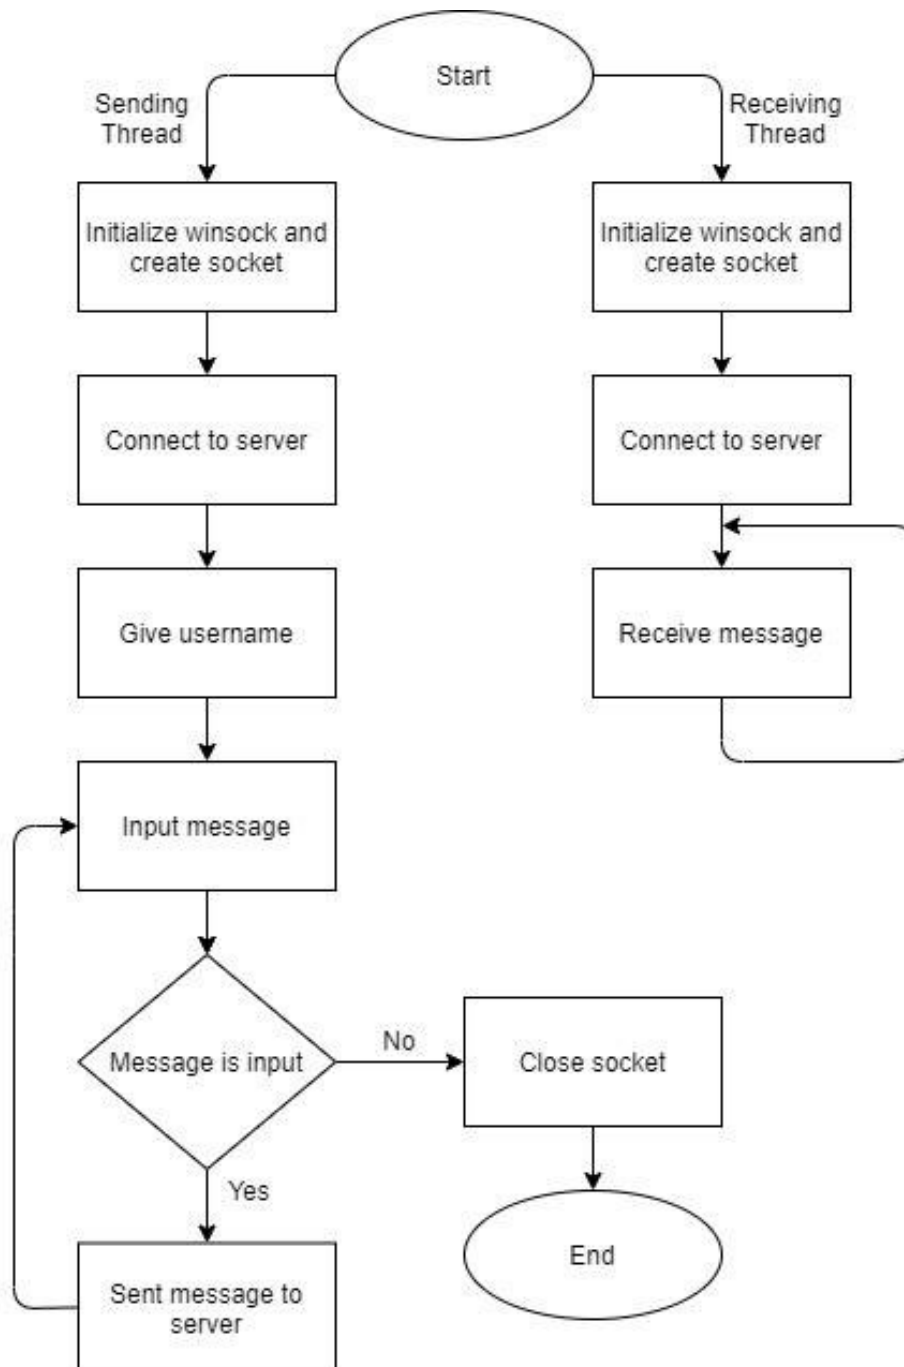 Start
Sending
Thread
Receiving
Thread
Initialize winsock and
create socket
Initialize winsock and
create socket
Connect to server
Connect to server
Give username
Receive message
Input message
Message is input
No
Close socket
Yes
End
Sent message to
server